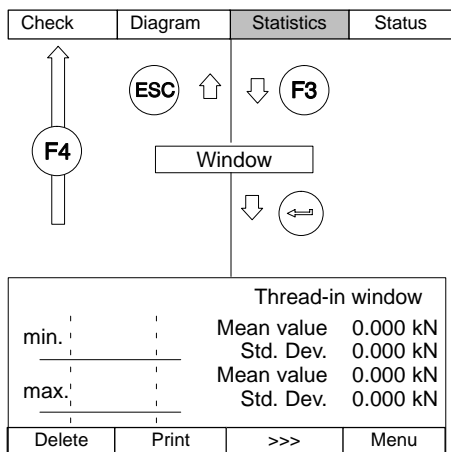 Check Diagram Statistics Status
ESC F3
F4
Window
Thread-in window
min. Mean value 0.000 kN
Std. Dev. 0.000 kN
max. Mean value 0.000 kN
Std. Dev. 0.000 kN
Delete Print >>> Menu